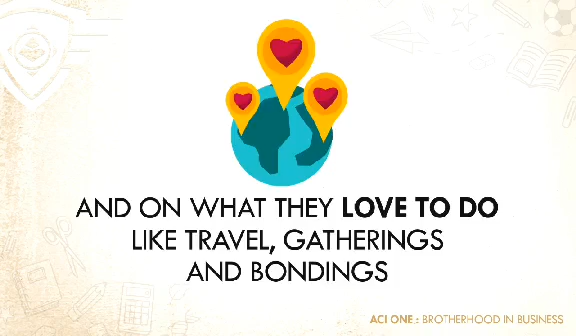 AND ON WHAT THEY LOVE TO DO
LIKE TRAVEL, GATHERINGS
AND BONDINGS
ACI ONE : BROTHERHOOD IN BUSINESS